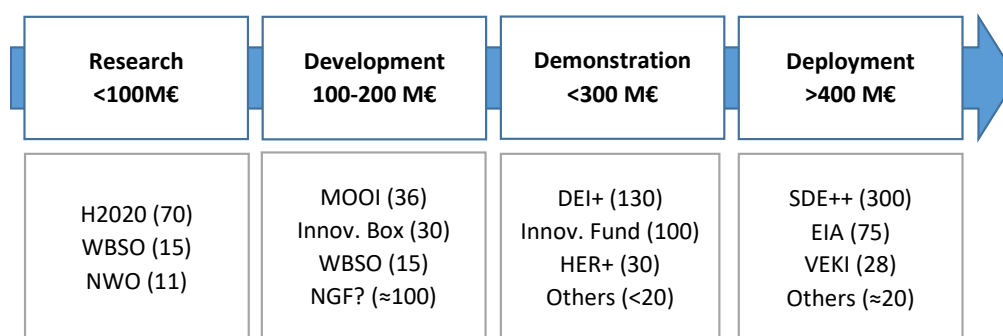 Research
<100M€
Development
100-200 M€
Demonstration
<300 M€
Deployment
>400 M€
H2020 (70)
WBSO (15)
NWO (11)
MOOI (36)
Innov. Box (30)
WBSO (15)
NGF? (≈100)
DEI+ (130)
Innov. Fund (100)
HER+ (30)
Others (<20)
SDE++ (300)
EIA (75)
VEKI (28)
Others (≈20)